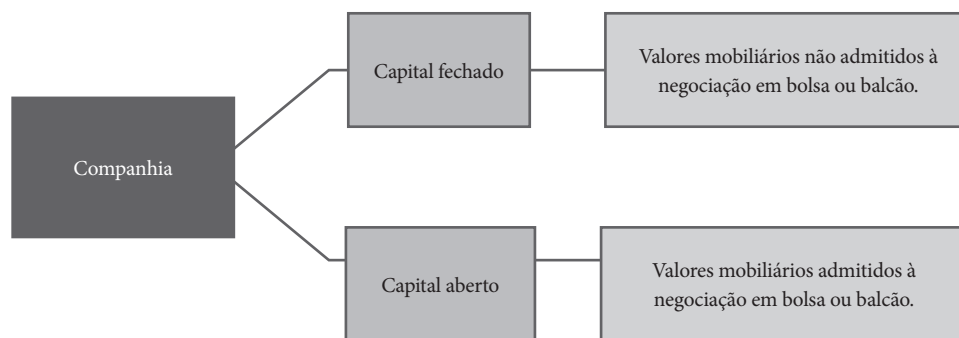 Companhia
Capital fechado
Valores mobiliários não admitidos à
negociação em bolsa ou balcão.
Capital aberto
Valores mobiliários admitidos à
negociação em bolsa ou balcão.